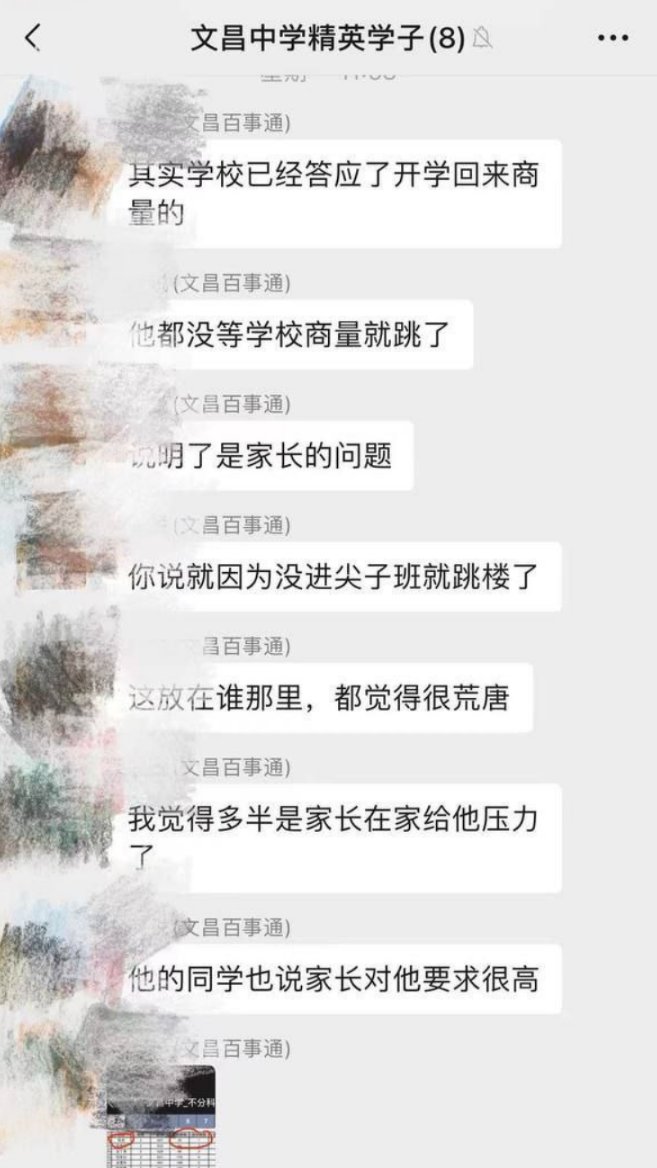 文昌中学精英学子(8)
文昌百事通)
其实学校已经答应了开学回来商
量的
(文昌百事通)
他都没等学校商量就跳了
(文昌百事通)
说明了是家长的问题
(文昌百事通)
你说就因为没进尖子班就跳楼了
昌百事通)
这放在谁那里，都觉得很荒唐
文昌百事通)
我觉得多半是家长在家给他压力
了
(文昌百事通)
他的同学也说家长对他要求很高
文昌百事通)
昌中学_不分科